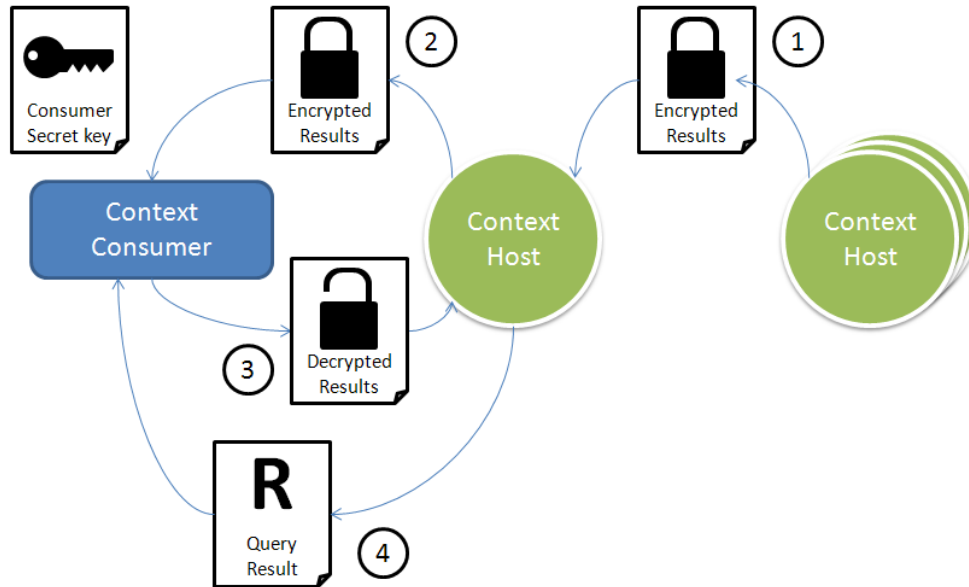 Consumer
Secret key
2
Encrypted
Results
1
Encrypted
Results
Context
Consumer
Context
Host
Context
Host
3
Decrypted
Results
R
Query
Result
4